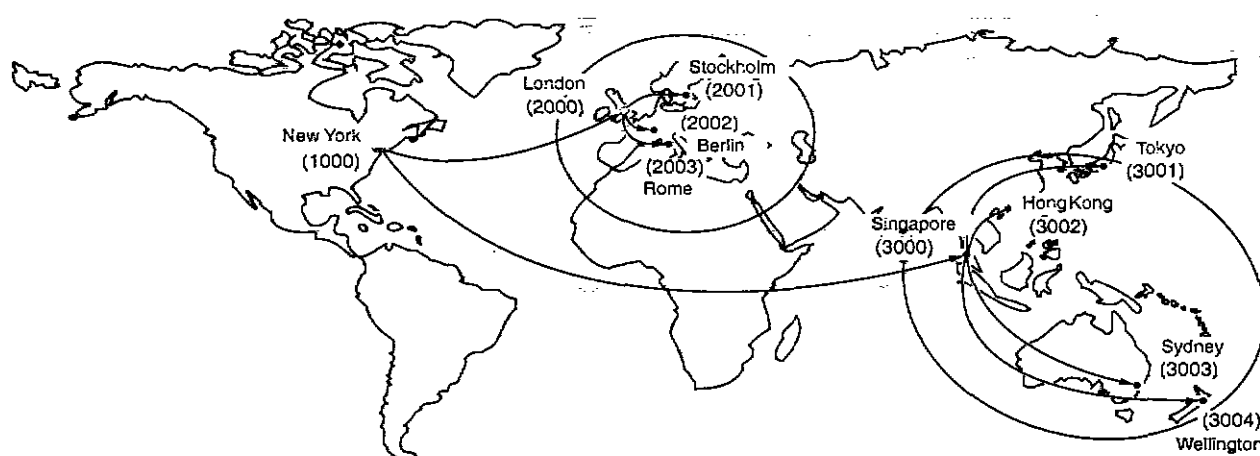 London
(2000)
Stockholm
(2001)
(2002)
Berlin
(2003)
Rome
New York
(1000)
Tokyo
(3001)
Hong Kong
(3002)
Singapore
(3000)
Sydney
(3003)
(3004)
Wellington